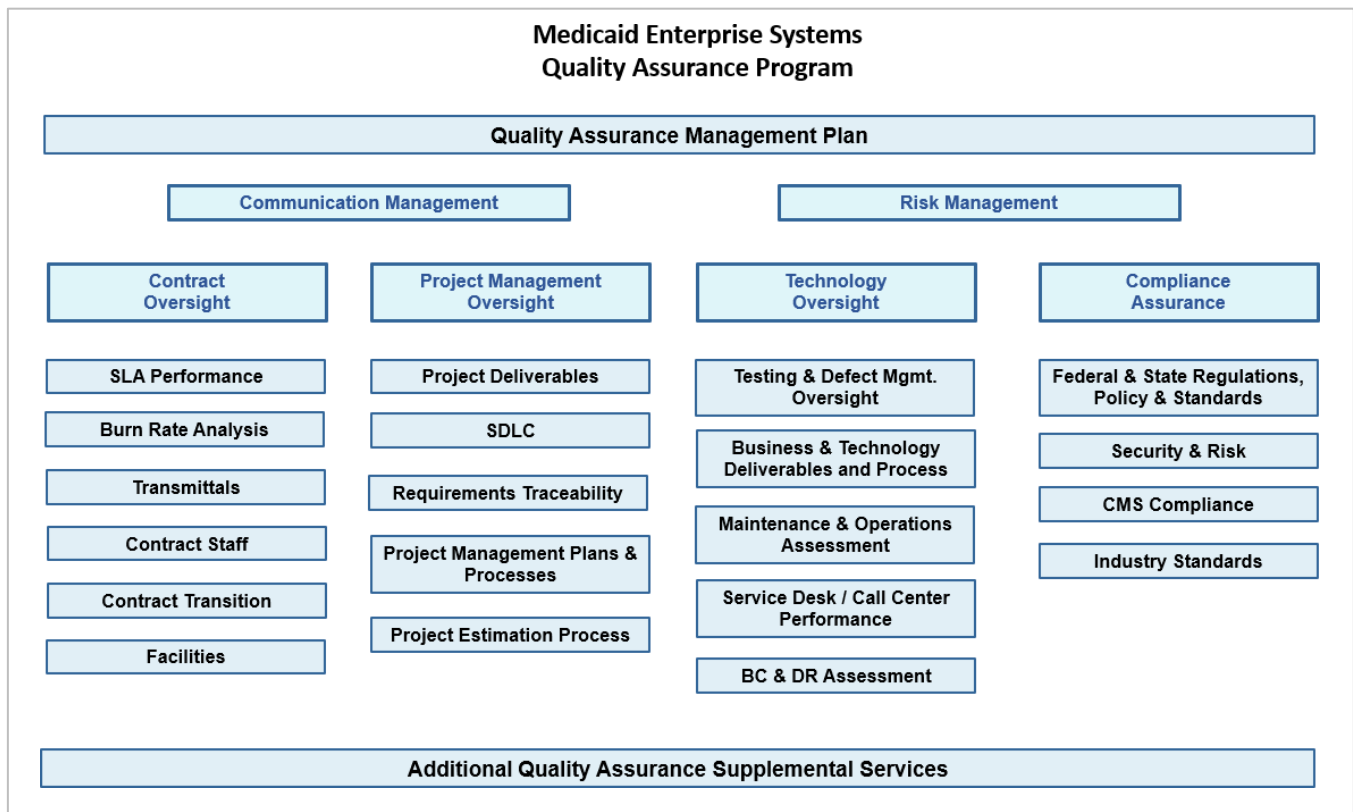 Medicaid Enterprise Systems
Quality Assurance Program
Quality Assurance Management Plan
Communication Management
Risk Management
Contract
Oversight
SLA Performance
Burn Rate Analysis
Transmittals
Contract Staff
Contract Transition
Facilities
Project Management
Oversight
Project Deliverables
SDLC
Requirements Traceability
Project Management Plans &
Processes
Project Estimation Process
Technology
Oversight
Testing & Defect Mgmt.
Oversight
Business & Technology
Deliverables and Process
Maintenance & Operations
Assessment
Service Desk / Call Center
Performance
BC & DR Assessment
Compliance
Assurance
Federal & State Regulations,
Policy & Standards
Security & Risk
CMS Compliance
Industry Standards
Additional Quality Assurance Supplemental Services